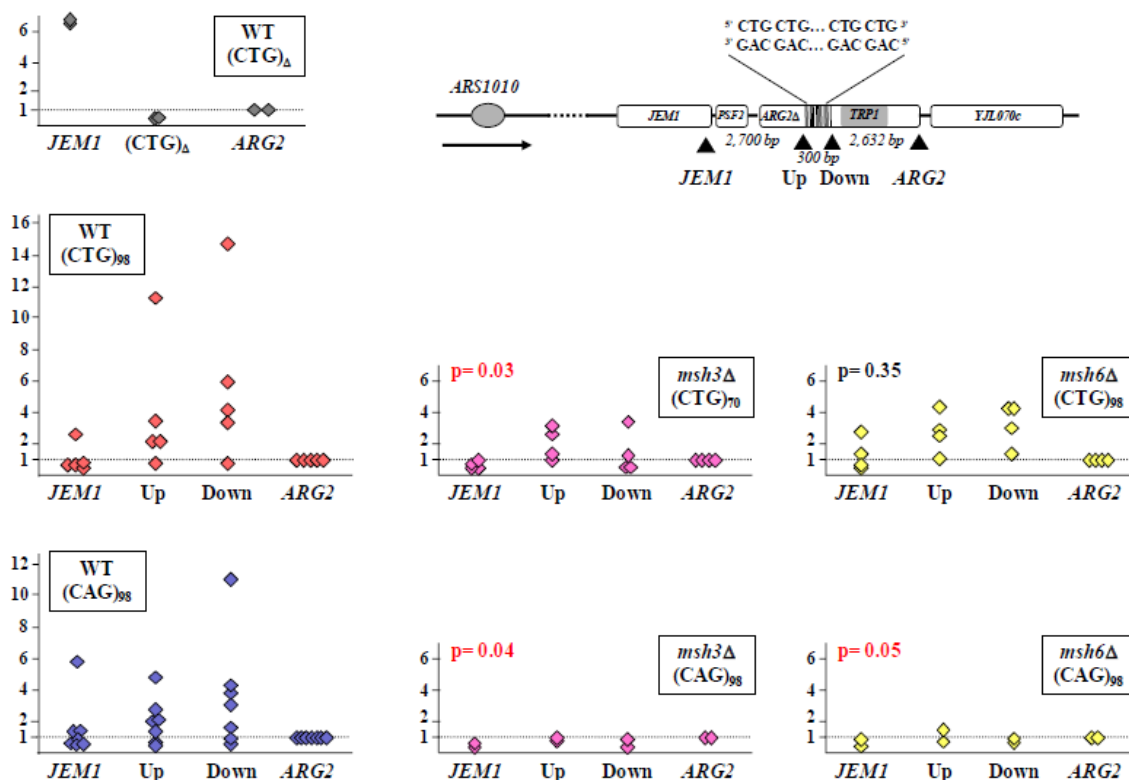 WT
(CTG)Δ
6
4
2
1
JEM1 (CTG)Δ ARG2
5' CTG CTG... CTG CTG 3'
3' GAC GAC... GAC GAC 5'
ARS1010
JEM1 PSF2 ARG2Δ TRP1 YJL070c
2,700 bp 300 bp 2,632 bp
JEM1 Up Down ARG2
WT
(CTG)98
16
14
12
10
8
6
4
2
1
JEM1 Up Down ARG2
p= 0.03
msh3Δ
(CTG)70
6
4
2
1
JEM1 Up Down ARG2
p= 0.35
msh6Δ
(CTG)98
6
4
2
1
JEM1 Up Down ARG2
WT
(CAG)98
12
10
8
6
4
2
1
JEM1 Up Down ARG2
p= 0.04
msh3Δ
(CAG)98
6
4
2
1
JEM1 Up Down ARG2
p= 0.05
msh6Δ
(CAG)98
6
4
2
1
JEM1 Up Down ARG2